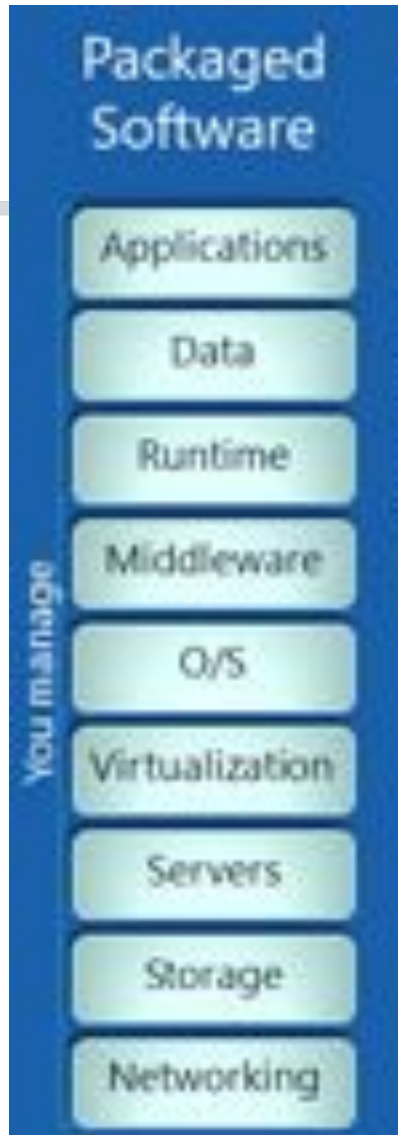 Packaged
Software
Applications
Data
Runtime
Middleware
O/S
Virtualization
Servers
Storage
Networking
You manage